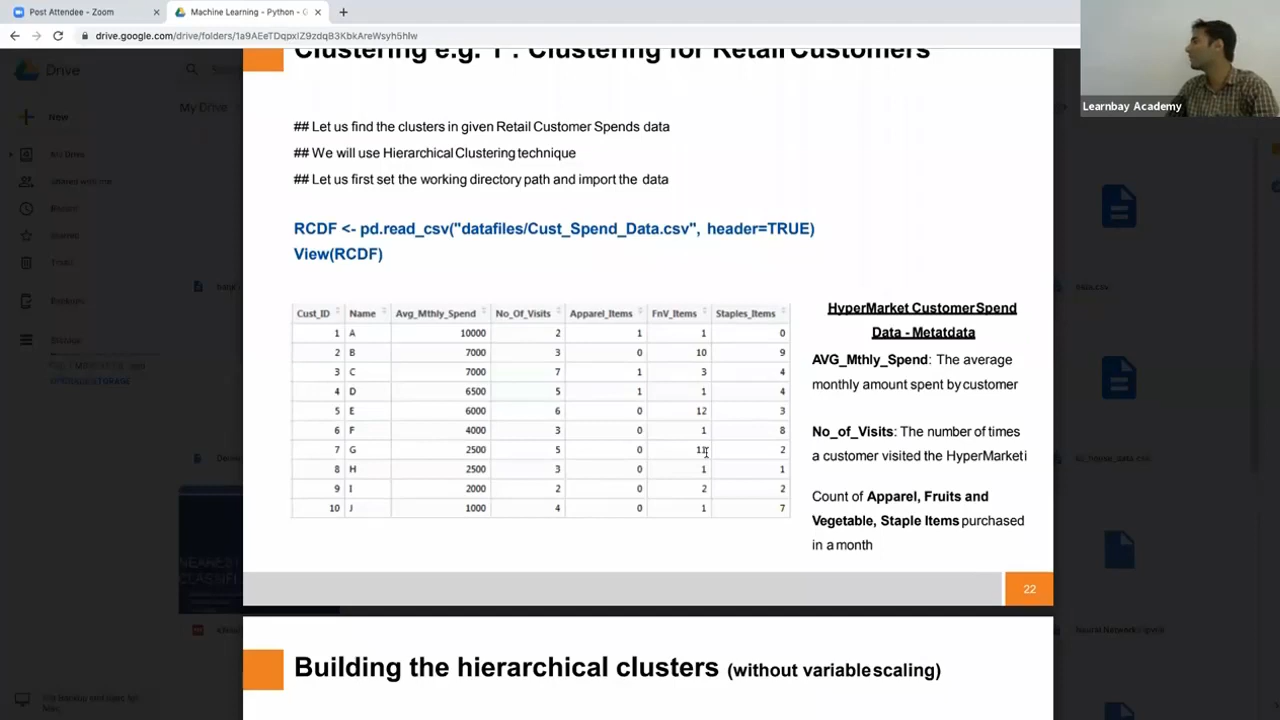 Post Attendee - Zoom
Machine Learning - Python - G
drive.google.com/drive/folders/1a9AEeTDqpxlZ9zdqB3KbkAreWsyh5hlw
Drive
New
My Drive
Learnbay Academy
Clustering e.g. 1 : Clustering for Retail Customers
## Let us find the clusters in given Retail Customer Spends data
## We will use Hierarchical Clustering technique
## Let us first set the working directory path and import the data
RCDF <- pd.read_csv("datafiles/Cust_Spend_Data.csv", header=TRUE)
View(RCDF)
Cust_ID Name Avg_Mthly_Spend No_Of_Visits Apparel_Items FnV_Items Staples_Items
1 A 10000 2 1 1 0
2 B 7000 3 0 10 9
3 C 7000 7 1 3 4
4 D 6500 5 1 1 4
5 E 6000 6 0 12 3
6 F 4000 3 0 1 8
7 G 2500 5 0 11 2
8 H 2500 3 0 1 1
9 I 2000 2 0 2 2
10 J 1000 4 0 1 7
HyperMarket Customer Spend
Data - Metatdata
AVG_Mthly_Spend: The average
monthly amount spent by customer
No_of_Visits: The number of times
a customer visited the HyperMarketi
Count of Apparel, Fruits and
Vegetable, Staple Items purchased
in a month
22
Building the hierarchical clusters (without variable scaling)